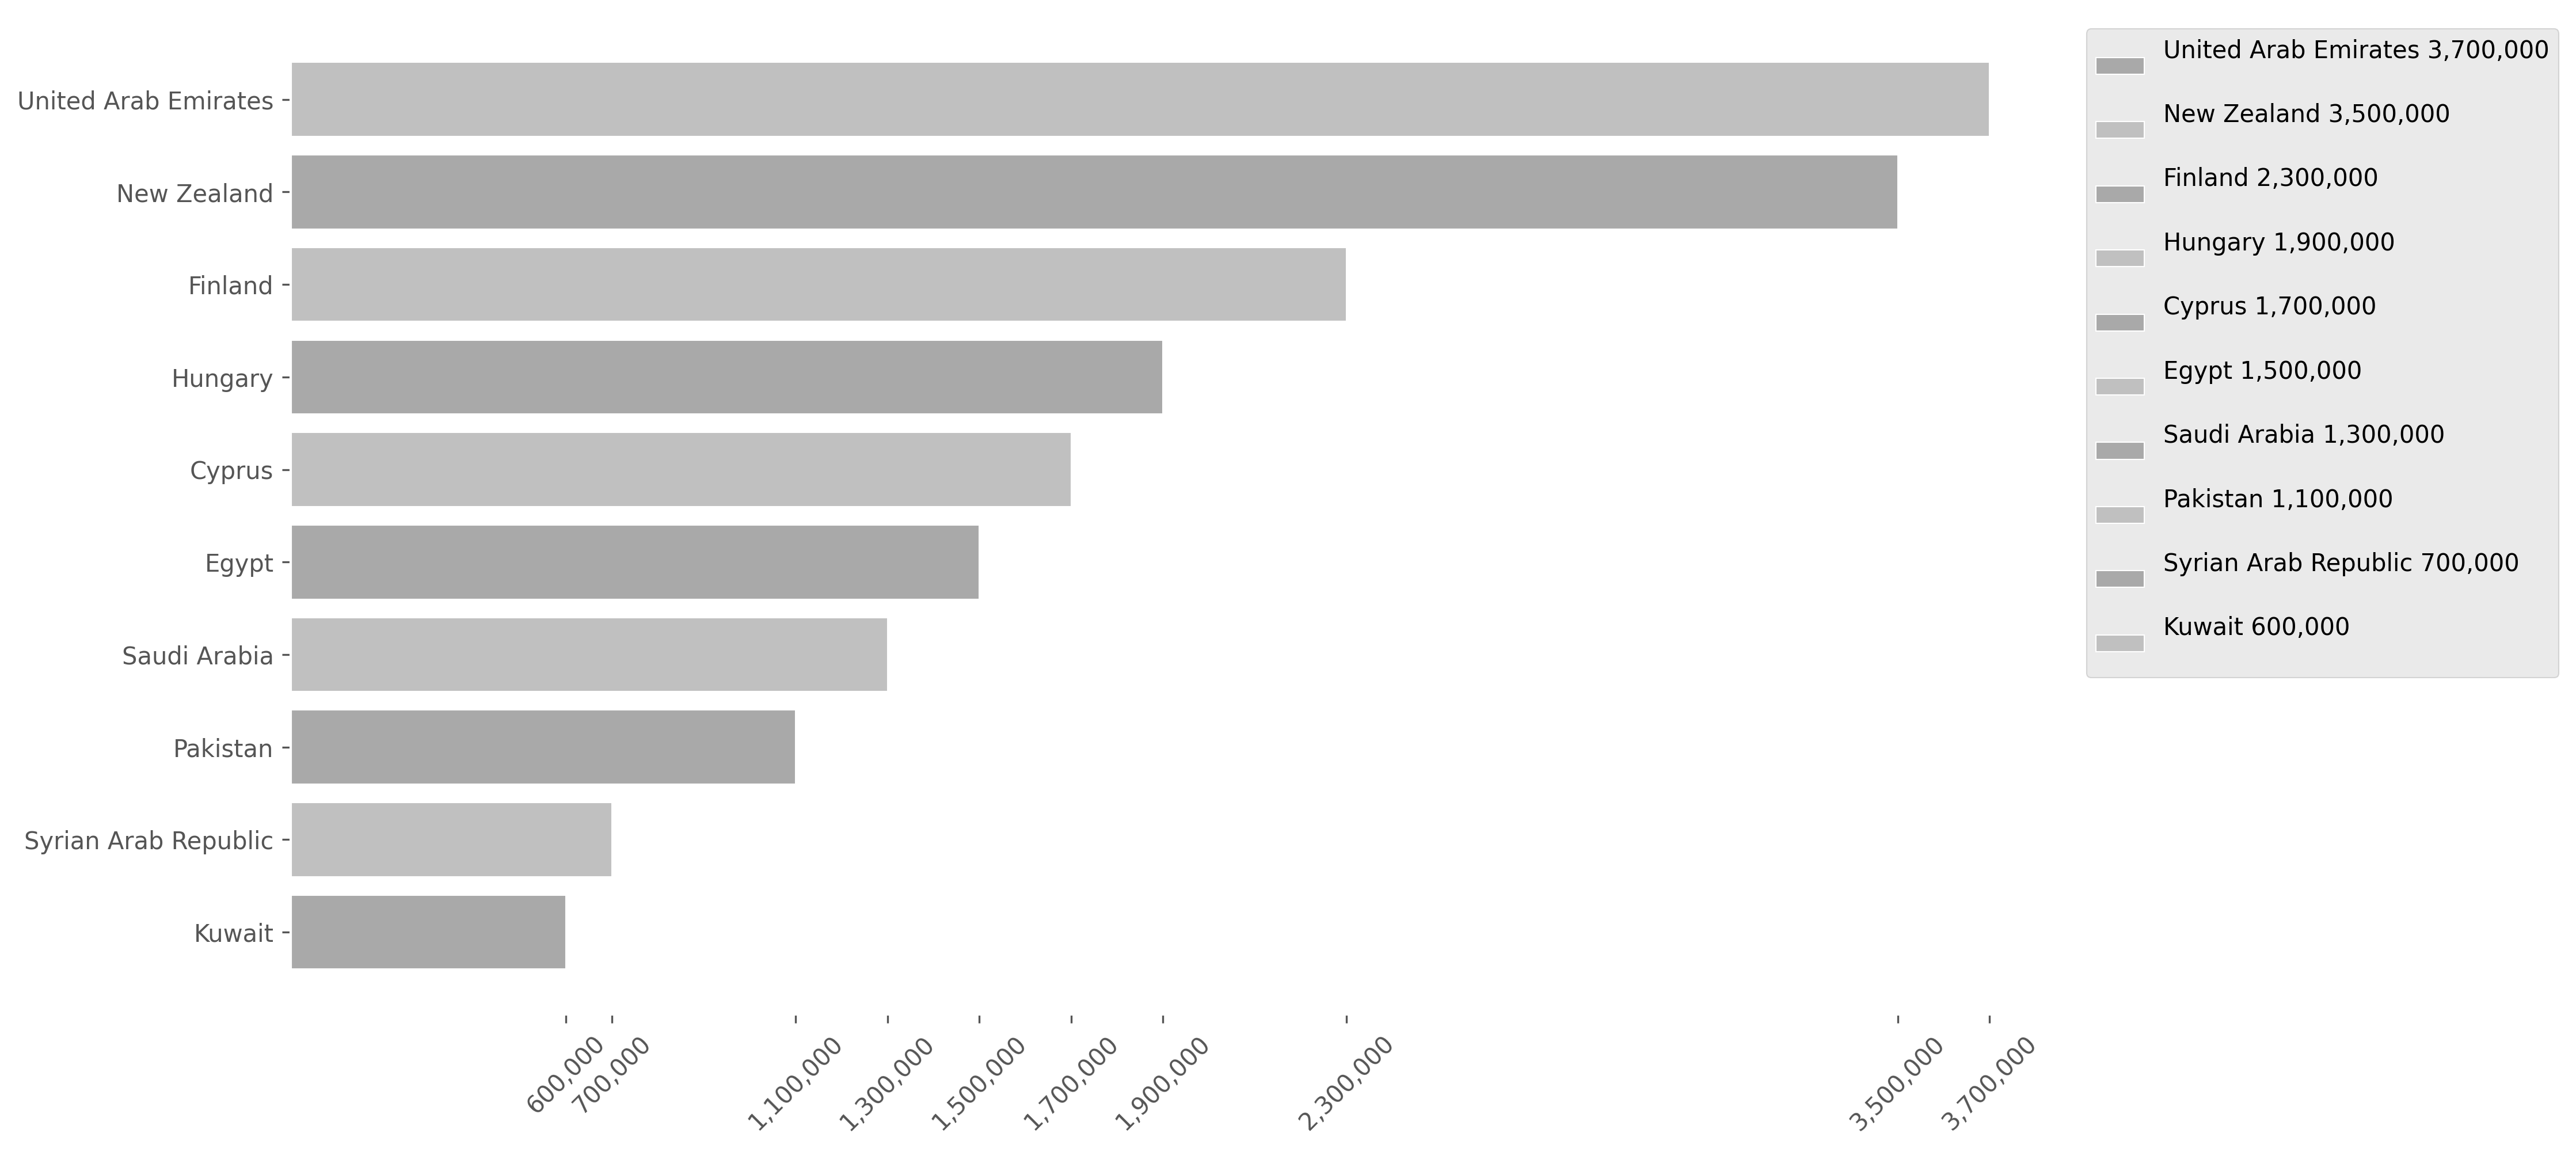 United Arab Emirates
New Zealand
Finland
Hungary
Cyprus
Egypt
Saudi Arabia
Pakistan
Syrian Arab Republic
Kuwait
600,000
700,000
1,100,000
1,300,000
1,500,000
1,700,000
1,900,000
2,300,000
3,500,000
3,700,000
United Arab Emirates 3,700,000
New Zealand 3,500,000
Finland 2,300,000
Hungary 1,900,000
Cyprus 1,700,000
Egypt 1,500,000
Saudi Arabia 1,300,000
Pakistan 1,100,000
Syrian Arab Republic 700,000
Kuwait 600,000